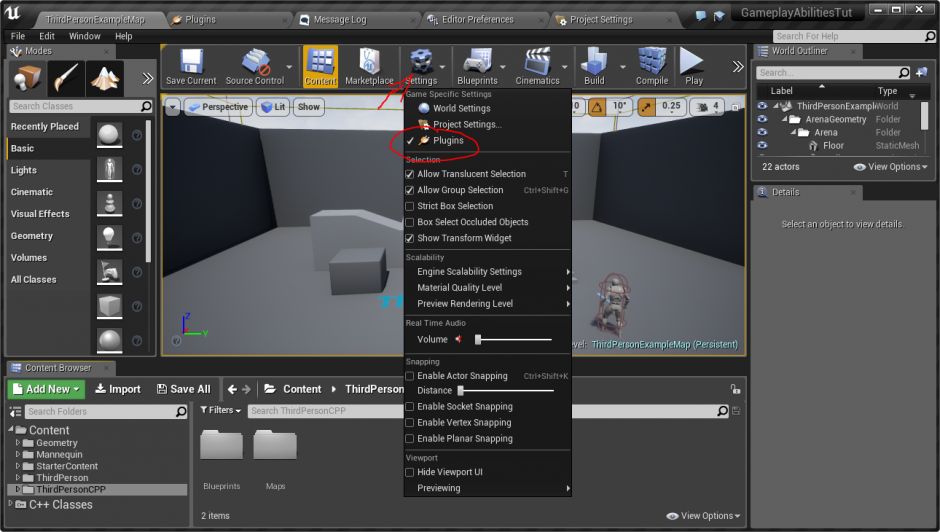 ThirdPersonExampleMap
Plugins
Message Log
Editor Preferences
Project Settings
GameplayAbilitiesTut
File Edit Window Help
Search For Help
Modes
Search Classes
Recently Placed
Basic
Lights
Cinematic
Visual Effects
Geometry
Volumes
All Classes
Save Current
Source Control
Content
Marketplace
Settings
Blueprints
Cinematics
Build
Compile
Play
Perspective
Lit
Show
10°
0.25
4
Game Specific Settings
World Settings
Project Settings...
Plugins
Selection
Allow Translucent Selection T
Allow Group Selection Ctrl+Shift+G
Strict Box Selection
Box Select Occluded Objects
Show Transform Widget
Scalability
Engine Scalability Settings
Material Quality Level
Preview Rendering Level
Real Time Audio
Volume
Snapping
Enable Actor Snapping Ctrl+Shift+K
Distance
Enable Socket Snapping
Enable Vertex Snapping
Enable Planar Snapping
Viewport
Hide Viewport UI
Previewing
Z
Y
ThirdPersonExampleMap (Persistent)
World Outliner
Search...
Label Type
ThirdPersonExampl World
ArenaGeometry Folder
Arena Folder
Floor StaticMesh
22 actors
View Options
Details
Select an object to view details.
Content Browser
Add New
Import
Save All
Content
ThirdPerson
Search Folders
Filters
Search ThirdPersonCPP
Content
Geometry
Mannequin
StarterContent
ThirdPerson
ThirdPersonCPP
C++ Classes
Blueprints
Maps
2 items
View Options